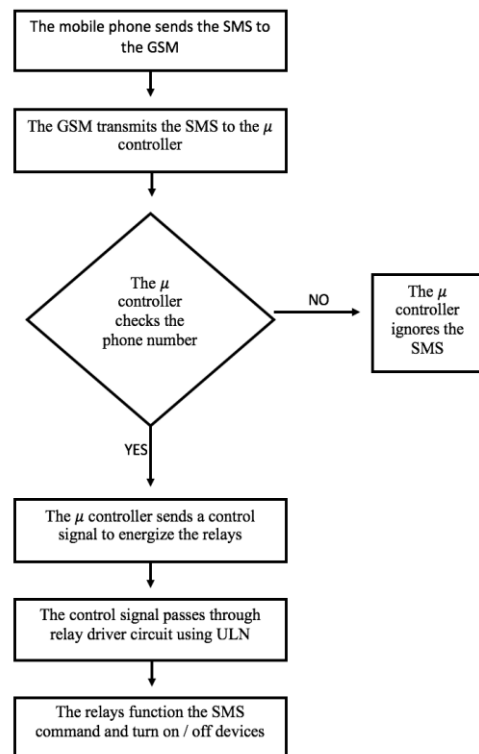 The mobile phone sends the SMS to
the GSM
The GSM transmits the SMS to the μ
controller
The μ
controller
checks the
phone number
NO
The μ
controller
ignores the
SMS
YES
The μ controller sends a control
signal to energize the relays
The control signal passes through
relay driver circuit using ULN
The relays function the SMS
command and turn on / off devices